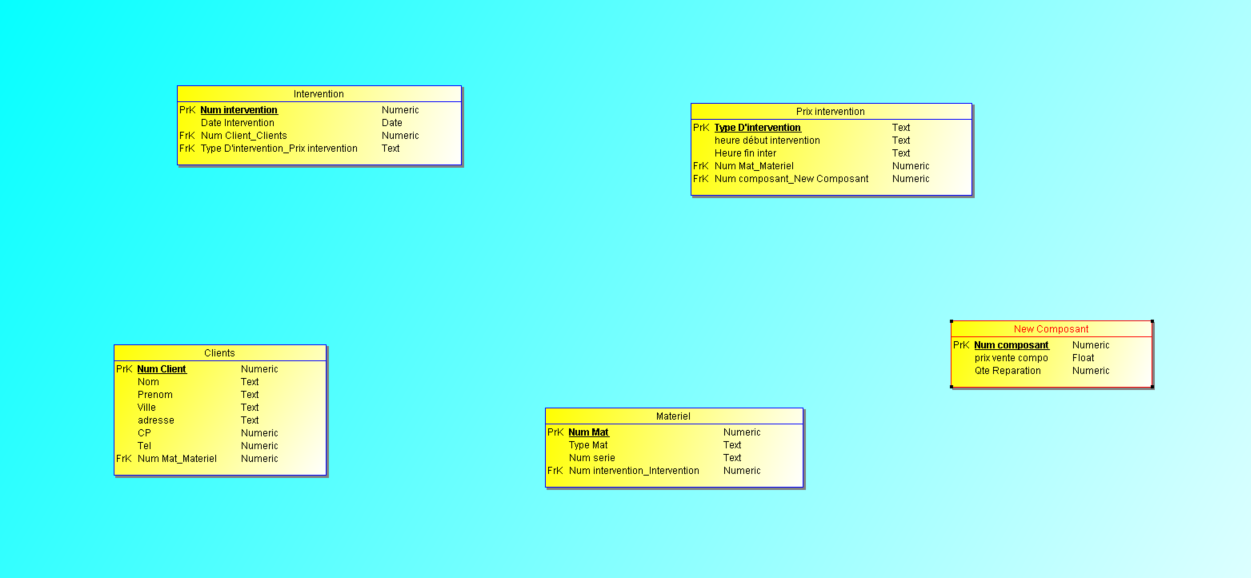 Intervention
PrK Num intervention Numeric
Date Intervention Date
FrK Num Client_Clients Numeric
FrK Type D'intervention_Prix intervention Text
Prix intervention
PrK Type D'intervention Text
heure début intervention Text
Heure fin inter Text
FrK Num Mat_Materiel Numeric
FrK Num composant_New Composant Numeric
New Composant
PrK Num composant Numeric
prix vente compo Float
Qte Reparation Numeric
Clients
PrK Num Client Numeric
Nom Text
Prenom Text
Ville Text
adresse Text
CP Numeric
Tel Numeric
FrK Num Mat_Materiel Numeric
Materiel
PrK Num Mat Numeric
Type Mat Text
Num serie Text
FrK Num intervention_Intervention Numeric